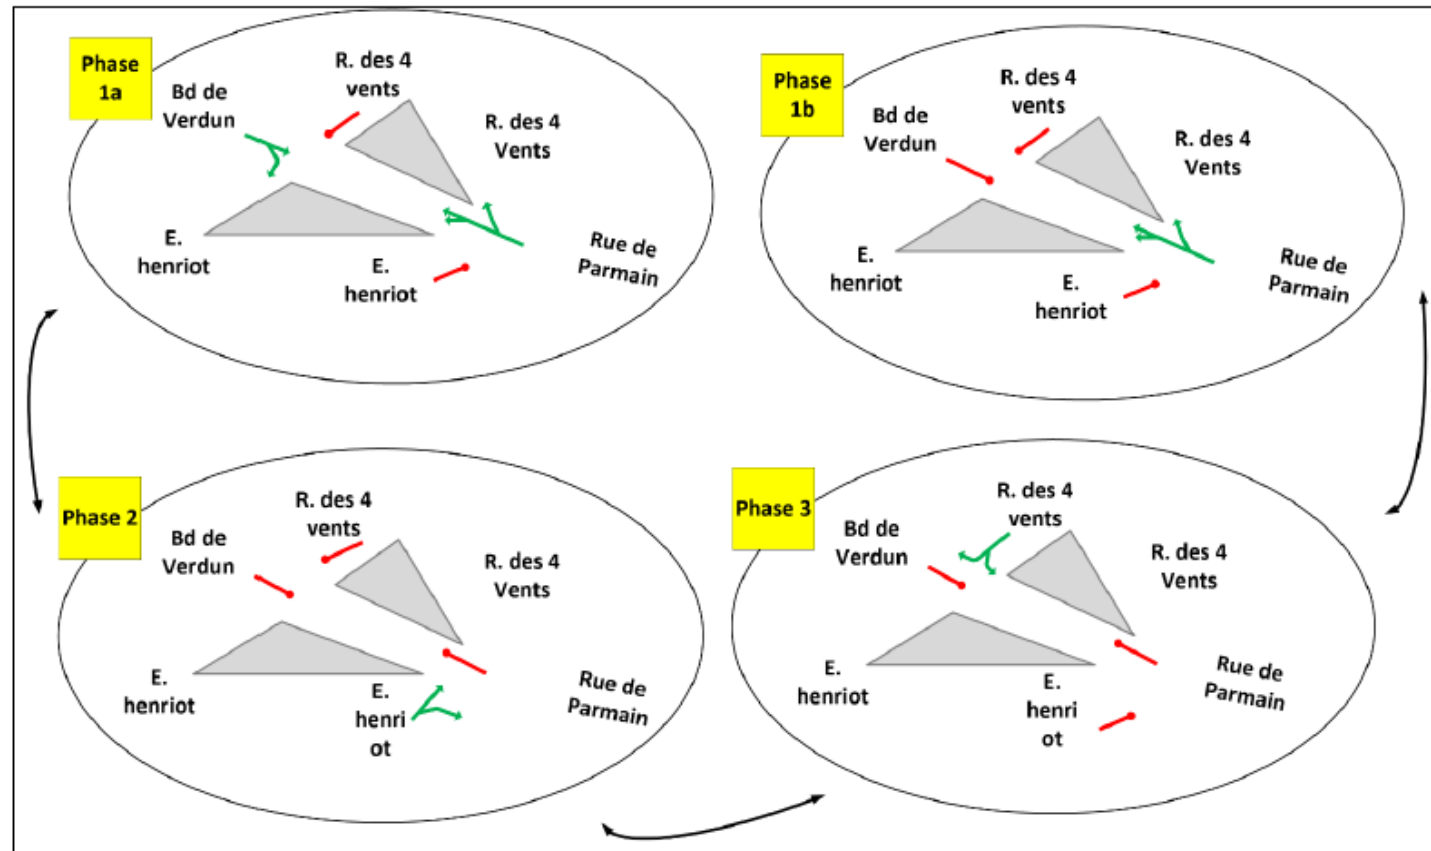 Phase
1a
Bd de
Verdun
R. des 4
vents
R. des 4
Vents
E.
henriot
E.
henriot
Rue de
Parmain
Phase
1b
Bd de
Verdun
R. des 4
vents
R. des 4
Vents
E.
henriot
E.
henriot
Rue de
Parmain
Phase 2
Bd de
Verdun
R. des 4
vents
R. des 4
Vents
E.
henriot
E.
henri
ot
Rue de
Parmain
Phase 3
Bd de
Verdun
R. des 4
vents
R. des 4
Vents
E.
henriot
E.
henri
ot
Rue de
Parmain